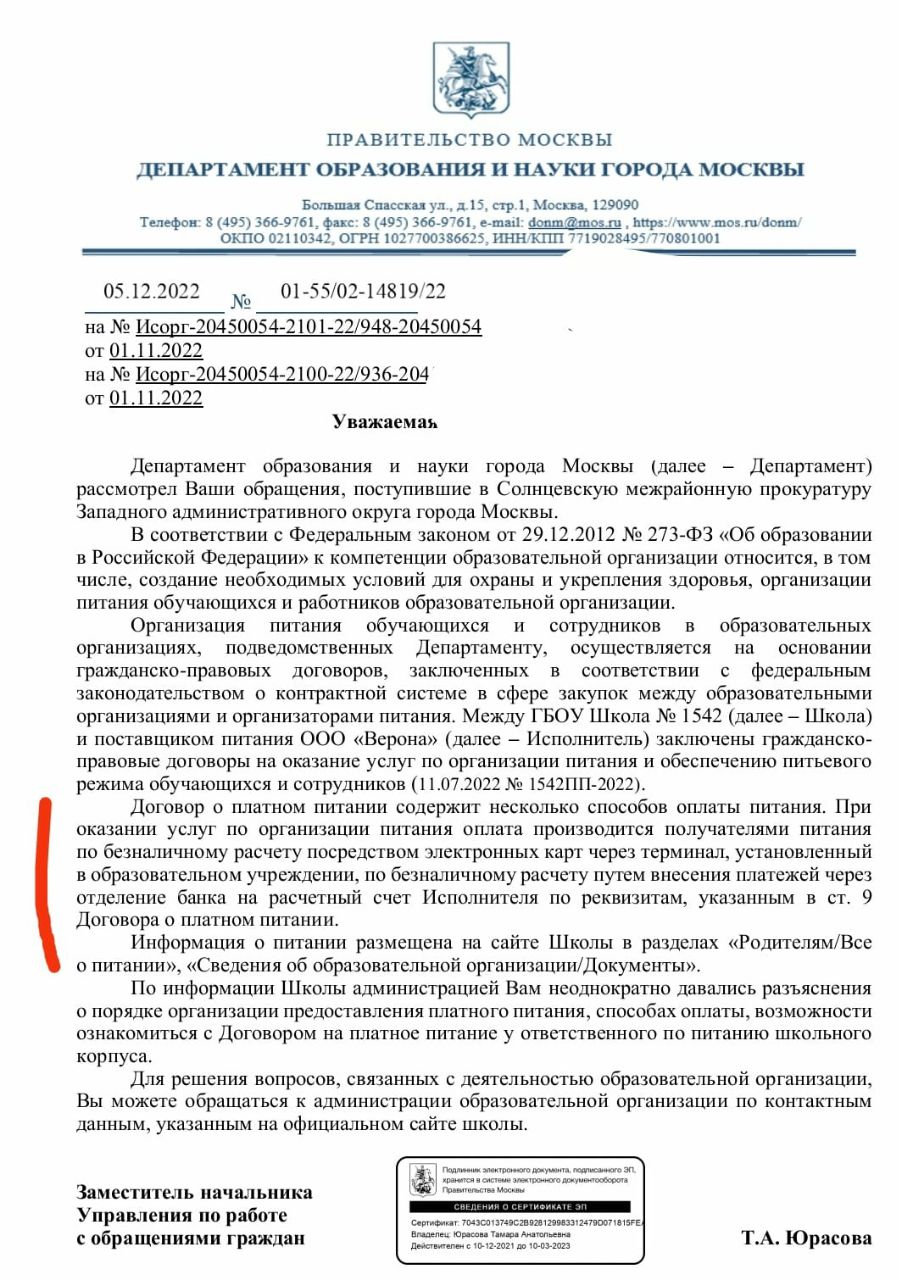 ПРАВИТЕЛЬСТВО МОСКВЫ
ДЕПАРТАМЕНТ ОБРАЗОВАНИЯ И НАУКИ ГОРОДА МОСКВЫ
Большая Спасская ул., д.15, стр.1, Москва, 129090
Телефон: 8 (495) 366-9761, факс: 8 (495) 366-9761, e-mail: donm@mos.ru , https://www.mos.ru/donm/
ОКПО 02110342, ОГРН 1027700386625, ИНН/КПП 7719028495/770801001
05.12.2022 № 01-55/02-14819/22
на № Исорг-20450054-2101-22/948-20450054
от 01.11.2022
на № Исорг-20450054-2100-22/936-204
от 01.11.2022
Уважаемая
Департамент образования и науки города Москвы (далее – Департамент)
рассмотрел Ваши обращения, поступившие в Солнцевскую межрайонную прокуратуру
Западного административного округа города Москвы.
В соответствии с Федеральным законом от 29.12.2012 № 273-ФЗ «Об образовании
в Российской Федерации» к компетенции образовательной организации относится, в том
числе, создание необходимых условий для охраны и укрепления здоровья, организации
питания обучающихся и работников образовательной организации.
Организация питания обучающихся и сотрудников в образовательных
организациях, подведомственных Департаменту, осуществляется на основании
гражданско-правовых договоров, заключенных в соответствии с федеральным
законодательством о контрактной системе в сфере закупок между образовательными
организациями и организаторами питания. Между ГБОУ Школа № 1542 (далее – Школа)
и поставщиком питания ООО «Верона» (далее – Исполнитель) заключены гражданско-
правовые договоры на оказание услуг по организации питания и обеспечению питьевого
режима обучающихся и сотрудников (11.07.2022 № 1542ПП-2022).
Договор о платном питании содержит несколько способов оплаты питания. При
оказании услуг по организации питания оплата производится получателями питания
по безналичному расчету посредством электронных карт через терминал, установленный
в образовательном учреждении, по безналичному расчету путем внесения платежей через
отделение банка на расчетный счет Исполнителя по реквизитам, указанным в ст. 9
Договора о платном питании.
Информация о питании размещена на сайте Школы в разделах «Родителям/Все
о питании», «Сведения об образовательной организации/Документы».
По информации Школы администрацией Вам неоднократно давались разъяснения
о порядке организации предоставления платного питания, способах оплаты, возможности
ознакомиться с Договором на платное питание у ответственного по питанию школьного
корпуса.
Для решения вопросов, связанных с деятельностью образовательной организации,
Вы можете обращаться к администрации образовательной организации по контактным
данным, указанным на официальном сайте школы.
Заместитель начальника
Управления по работе
с обращениями граждан
Подлинник электронного документа, подписанного ЭП,
хранится в системе электронного документооборота
Правительства Москвы
СВЕДЕНИЯ О СЕРТИФИКАТЕ ЭП
Сертификат: 7043C013749C2B928129983312479D071815FEA
Владелец: Юрасова Тамара Анатольевна
Действителен с 10-12-2021 до 10-03-2023
Т.А. Юрасова